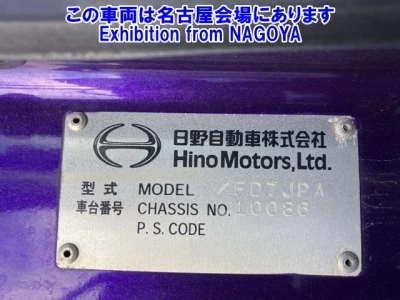 この車両は名古屋会場にあります
Exhibition from NAGOYA
日野自動車株式会社
Hino Motors, Ltd.
型式 MODEL /FD7JPA
車台番号 CHASSIS NO. 10086
P.S. CODE